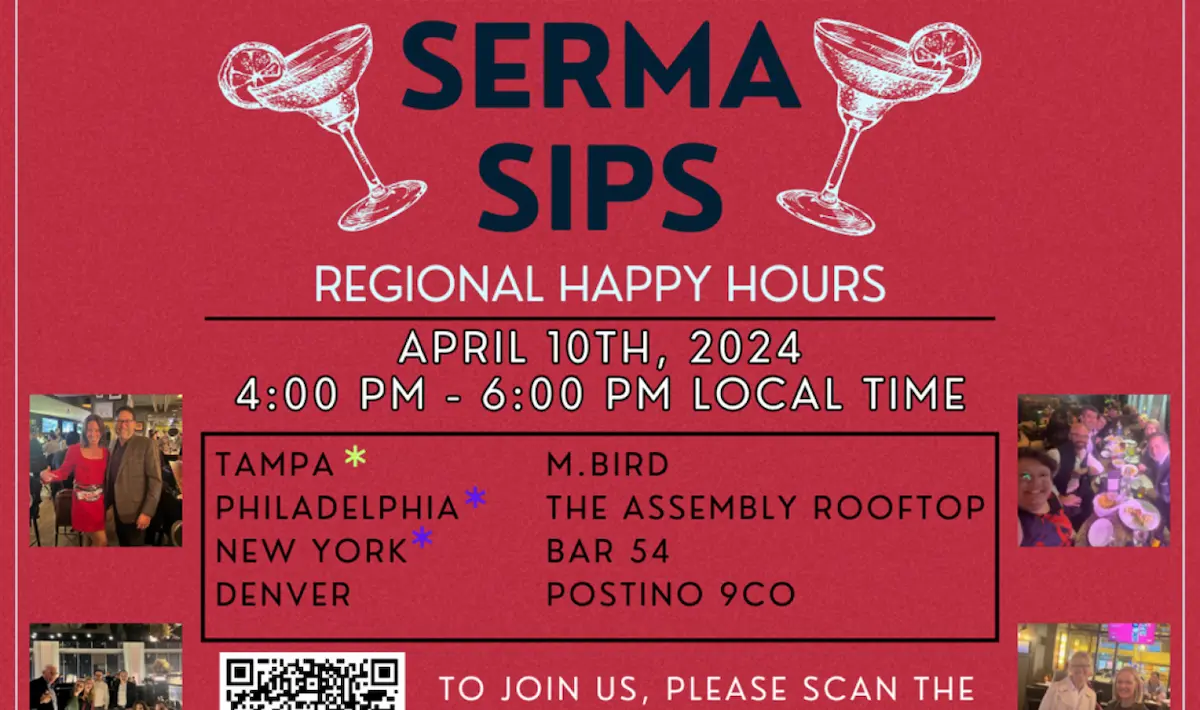 SERMA
SIPS
REGIONAL HAPPY HOURS
APRIL 10TH, 2024
4:00 PM - 6:00 PM LOCAL TIME
TAMPA * M.BIRD
PHILADELPHIA* THE ASSEMBLY ROOFTOP
NEW YORK* BAR 54
DENVER POSTINO 9CO
TO JOIN US, PLEASE SCAN THE